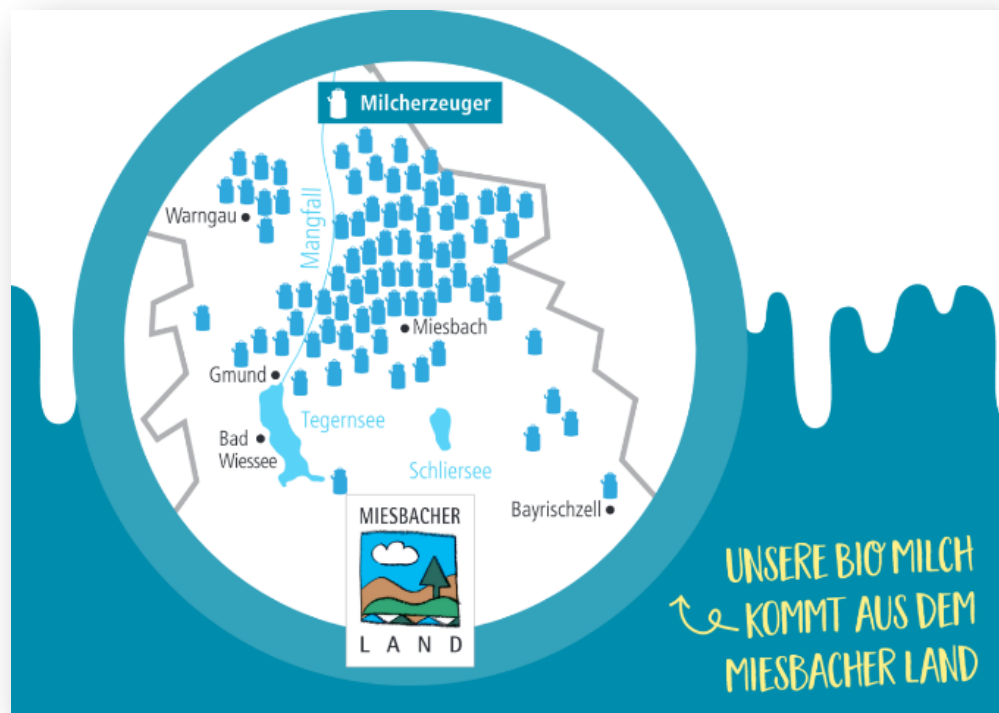 Milcherzeuger
Mangfall
Warngau
Miesbach
Gmund
Tegernsee
Bad
Wiessee
Schliersee
Bayrischzell
MIESBACHER
LAND
UNSERE BIO MILCH
KOMMT AUS DEM
MIESBACHER LAND